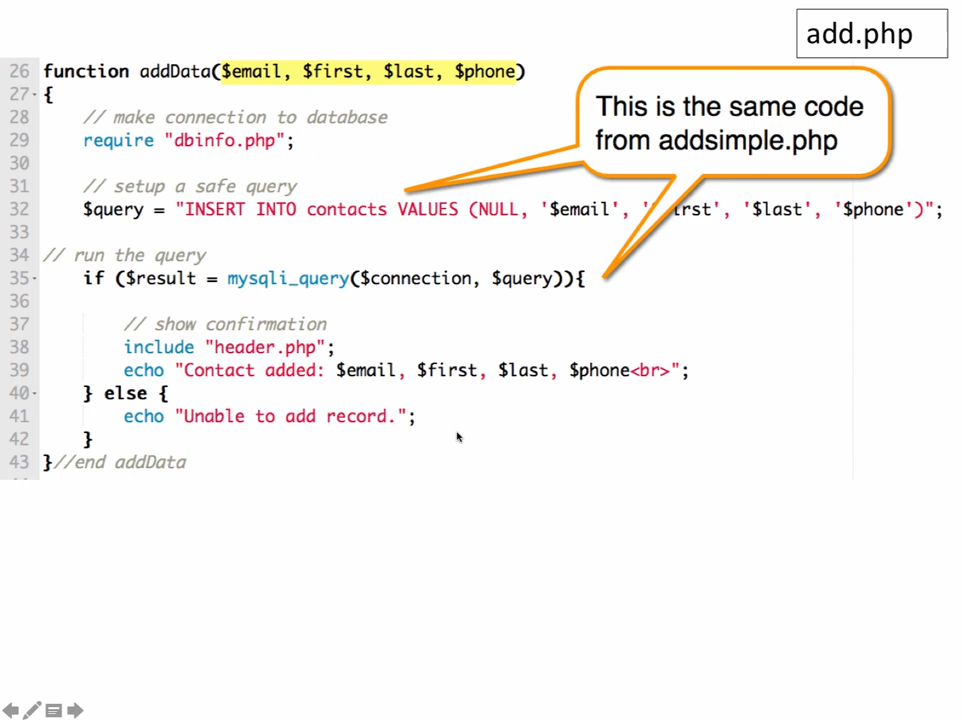 add.php
This is the same code
from addsimple.php
26 function addData($email, $first, $last, $phone)
27 {
28 // make connection to database
29 require "dbinfo.php";
30
31 // setup a safe query
32 $query = "INSERT INTO contacts VALUES (NULL, '$email', '$first', '$last', '$phone')";
33
34 // run the query
35 if ($result = mysqli_query($connection, $query)){
36
37 // show confirmation
38 include "header.php";
39 echo "Contact added: $email, $first, $last, $phone<br>";
40 } else {
41 echo "Unable to add record.";
42 }
43 }//end addData